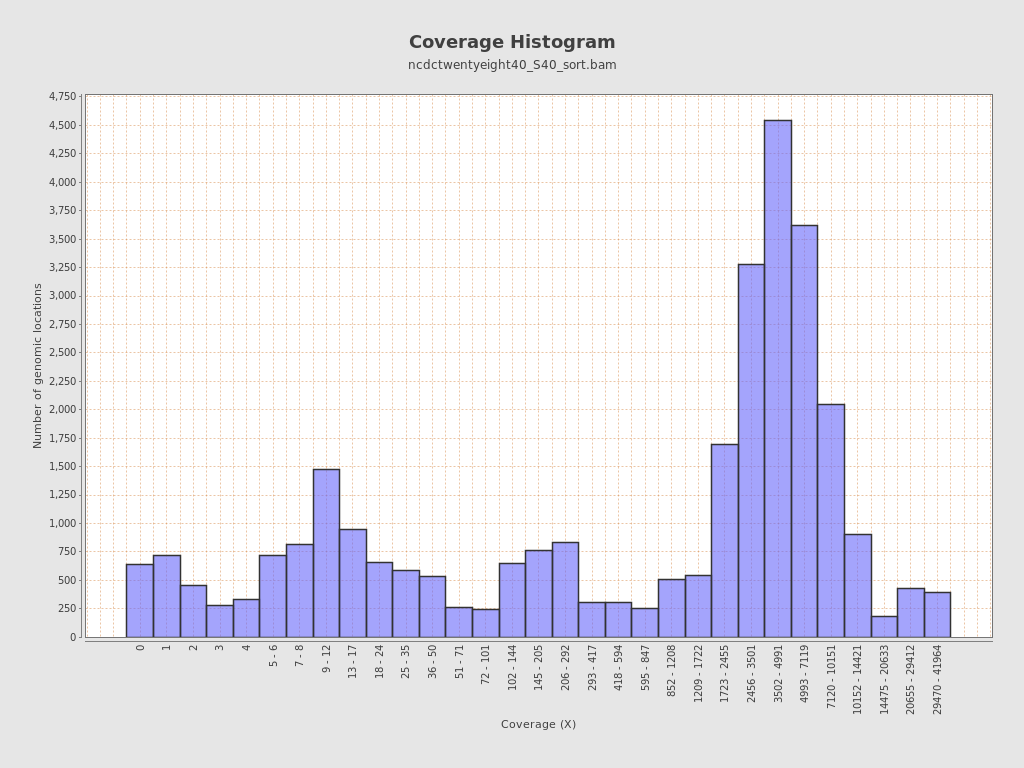 Coverage Histogram
ncdctwentyeight40_S40_sort.bam
4,750
4,500
4,250
4,000
3,750
3,500
3,250
3,000
2,750
2,500
2,250
2,000
1,750
1,500
1,250
1,000
750
500
250
0
Number of genomic locations
0
1
2
3
4
5 - 6
7 - 8
9 - 12
13 - 17
18 - 24
25 - 35
36 - 50
51 - 71
72 - 101
102 - 144
145 - 205
206 - 292
293 - 417
418 - 594
595 - 847
852 - 1208
1209 - 1722
1723 - 2455
2456 - 3501
3502 - 4991
4993 - 7119
7120 - 10151
10152 - 14421
14475 - 20633
20655 - 29412
29470 - 41964
Coverage (X)